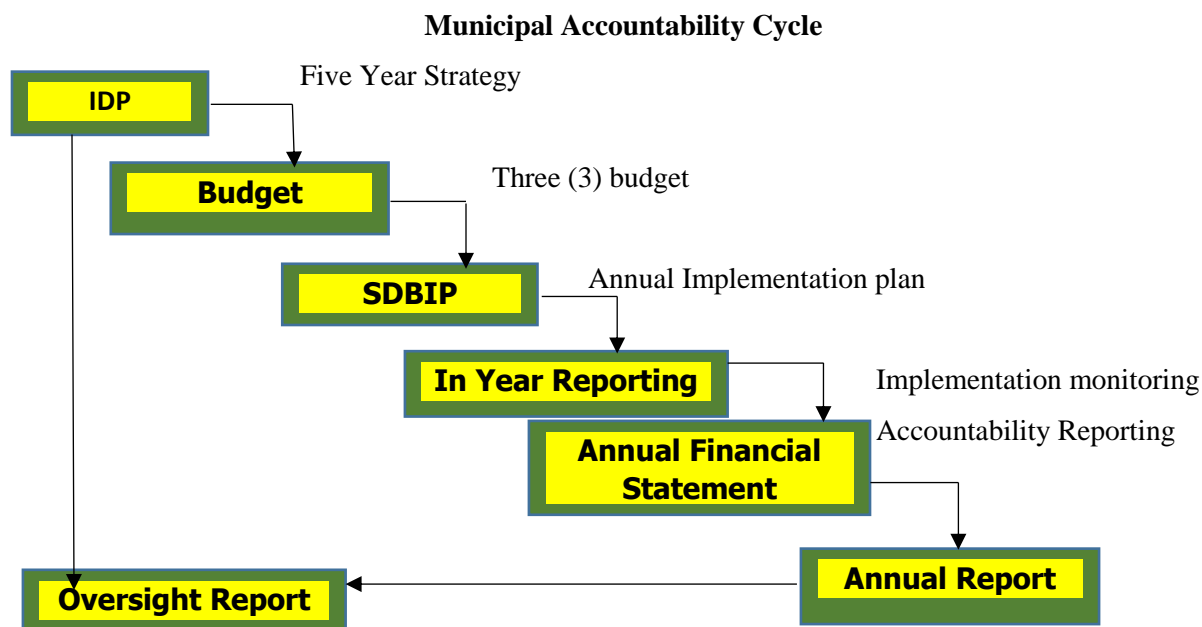 Municipal Accountability Cycle
Five Year Strategy
IDP
Budget
Three (3) budget
SDBIP
Annual Implementation plan
In Year Reporting
Implementation monitoring
Annual Financial
Statement
Accountability Reporting
Annual Report
Oversight Report